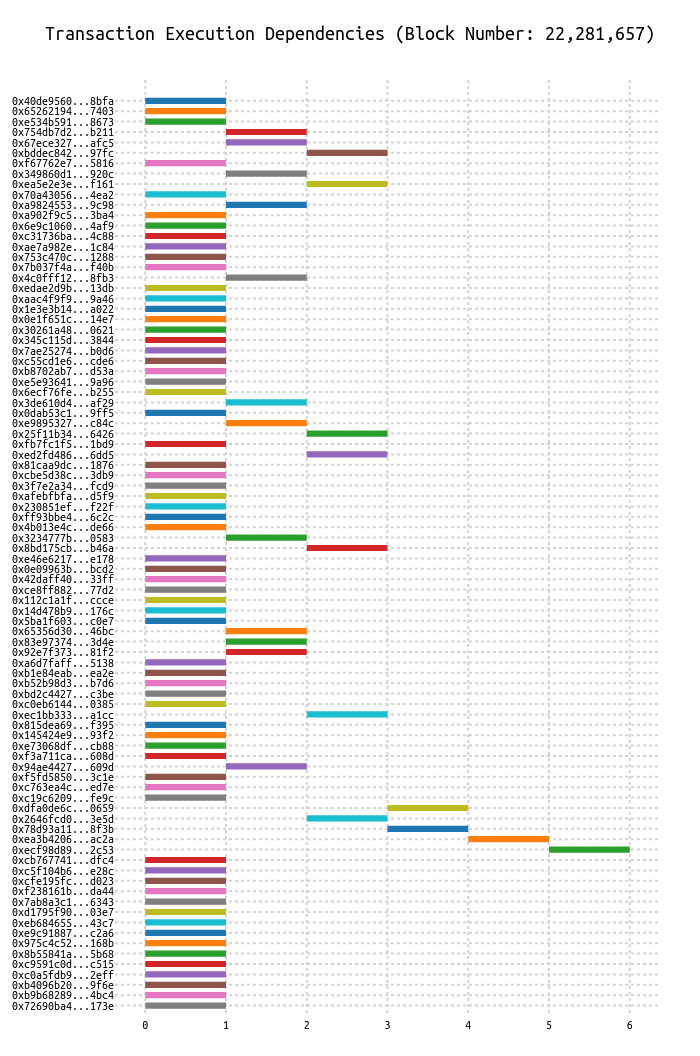 Transaction Execution Dependencies (Block Number: 22,281,657)
0x40de9560...8bfa
0x65262194...7403
0xe534b591...8673
0x754db7d2...b211
0x67ece327...afc5
0xbddec842...97fc
0xf67762e7...5816
0x349860d1...920c
0xea5e2e3e...f161
0x70a43056...4ea2
0xa9824553...9c98
0xa902f9c5...3ba4
0x6e9c1060...4af9
0xc31736ba...4c88
0xae7a982e...1c84
0x753c470c...1288
0x7b037f4a...f40b
0x4c0fff12...8fb3
0xedae2d9b...13db
0xaac4f9f9...9a46
0x1e3e3b14...a022
0x0e1f651c...14e7
0x30261a48...0621
0x345c115d...3844
0x7ae25274...b0d6
0xc55cd1e6...cde6
0xb8702ab7...d53a
0xe5e93641...9a96
0x6ecf76fe...b255
0x3de610d4...af29
0x0dab53c1...9ff5
0xe9895327...c84c
0x25f11b34...6426
0xfb7fc1f5...1bd9
0xed2fd486...6dd5
0x81caa9dc...1876
0xcbe5d38c...3db9
0x3f7e2a34...fcd9
0xafebfbfa...d5f9
0x230851ef...f22f
0xff93bbe4...6c2c
0x4b013e4c...de66
0x3234777b...0583
0x8bd175cb...b46a
0xe46e6217...e178
0x0e09963b...bcd2
0x42daff40...33ff
0xce8ff882...77d2
0x112c1a1f...ccce
0x14d478b9...176c
0x5ba1f603...c0e7
0x65356d30...46bc
0x83e97374...3d4e
0x92e7f373...81f2
0xa6d7faff...5138
0xb1e84eab...ea2e
0xb52b98d3...b7d6
0xbd2c4427...c3be
0xc0eb6144...0385
0xec1bb333...a1cc
0x815dea69...f395
0x145424e9...93f2
0xe73068df...cb88
0xf3a711ca...608d
0x94ae4427...609d
0xf5fd5850...3c1e
0xc763ea4c...ed7e
0xc19c6209...fe9c
0xdfa0de6c...0659
0x2646fcd0...3e5d
0x78d93a11...8f3b
0xea3b4206...ac2a
0xecf98d89...2c53
0xcb767741...dfc4
0xc5f104b6...e28c
0xcfe195fc...d023
0xf238161b...da44
0x7ab8a3c1...6343
0xd1795f90...03e7
0xeb684655...43c7
0xe9c91887...c2a6
0x975c4c52...168b
0x8b55841a...5b68
0xc9591c0d...c515
0xc0a5fdb9...2eff
0xb4096b20...9f6e
0xb9b68289...4bc4
0x72690ba4...173e
0 1 2 3 4 5 6